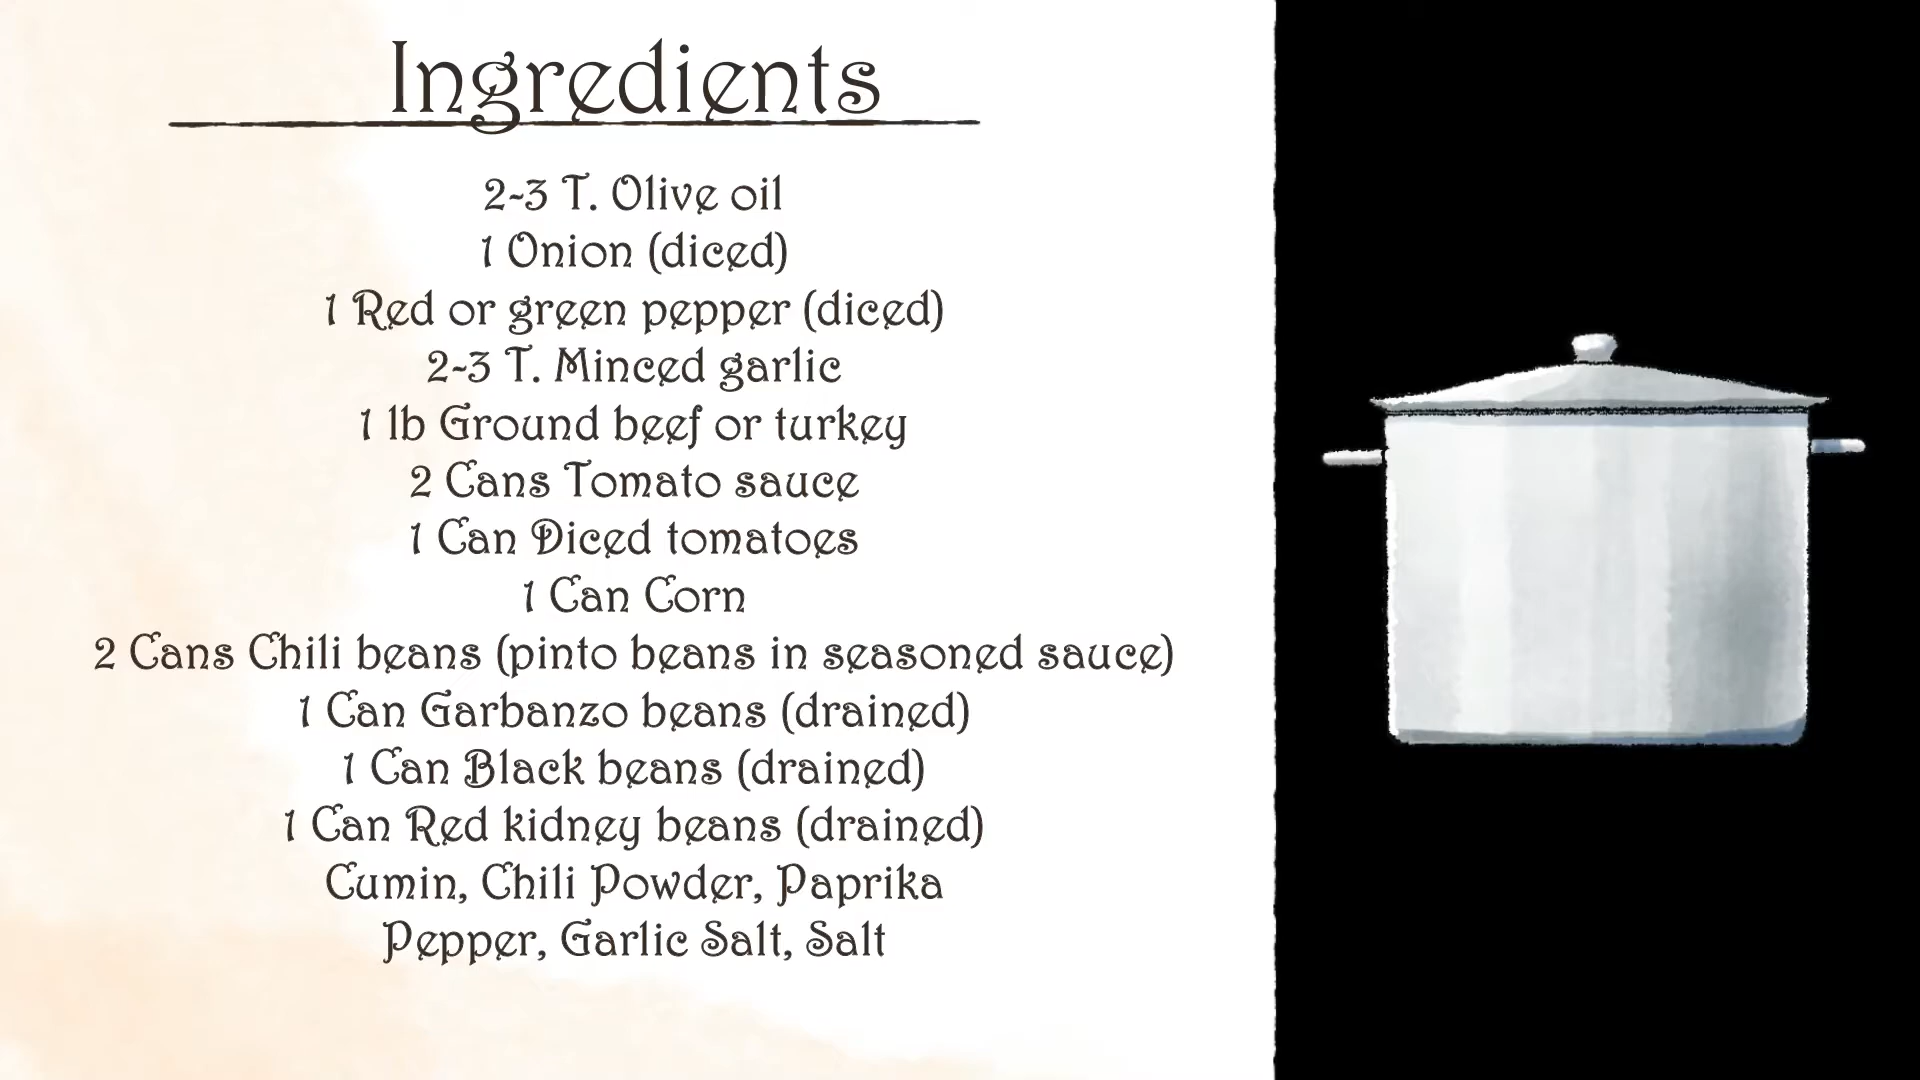 Ingredients
2-3 T. Olive oil
1 Onion (diced)
1 Red or green pepper (diced)
2-3 T. Minced garlic
1 lb Ground beef or turkey
2 Cans Tomato sauce
1 Can Diced tomatoes
1 Can Corn
2 Cans Chili beans (pinto beans in seasoned sauce)
1 Can Garbanzo beans (drained)
1 Can Black beans (drained)
1 Can Red kidney beans (drained)
Cumin, Chili Powder, Paprika
Pepper, Garlic Salt, Salt